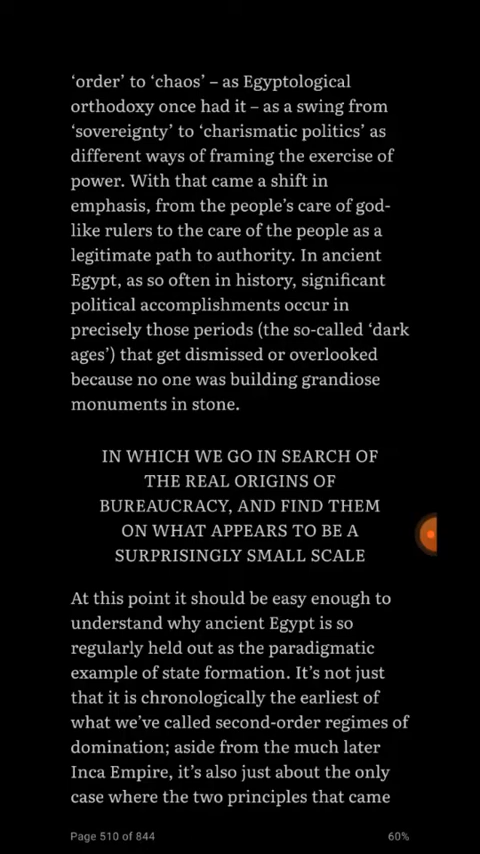 ‘order’ to ‘chaos’ – as Egyptological
orthodoxy once had it – as a swing from
‘sovereignty’ to ‘charismatic politics’ as
different ways of framing the exercise of
power. With that came a shift in
emphasis, from the people’s care of god-
like rulers to the care of the people as a
legitimate path to authority. In ancient
Egypt, as so often in history, significant
political accomplishments occur in
precisely those periods (the so-called ‘dark
ages’) that get dismissed or overlooked
because no one was building grandiose
monuments in stone.
IN WHICH WE GO IN SEARCH OF
THE REAL ORIGINS OF
BUREAUCRACY, AND FIND THEM
ON WHAT APPEARS TO BE A
SURPRISINGLY SMALL SCALE
At this point it should be easy enough to
understand why ancient Egypt is so
regularly held out as the paradigmatic
example of state formation. It’s not just
that it is chronologically the earliest of
what we’ve called second-order regimes of
domination; aside from the much later
Inca Empire, it’s also just about the only
case where the two principles that came
Page 510 of 844
60%